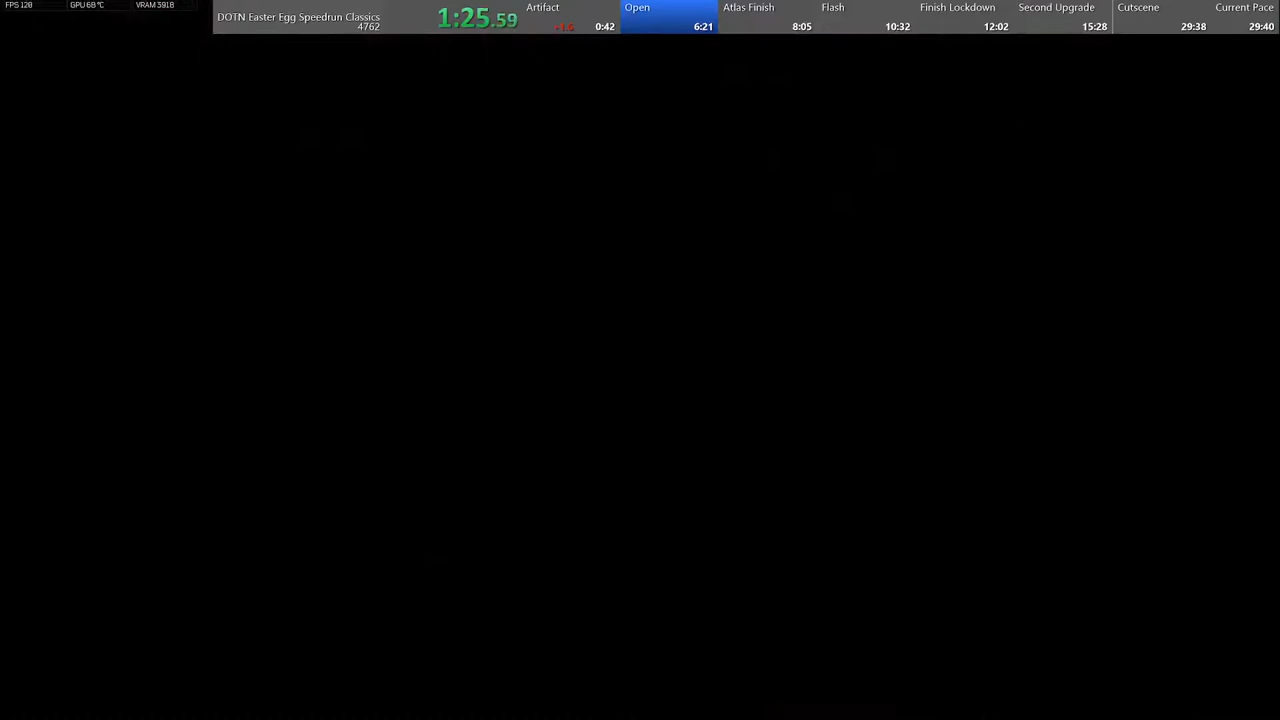 FPS 120 GPU 68 °C VRAM 3918
DOTN Easter Egg Speedrun Classics
4762
1:25.59
Artifact
+1.5 0:42
Open
6:21
Atlas Finish
8:05
Flash
10:32
Finish Lockdown
12:02
Second Upgrade
15:28
Cutscene
29:38
Current Pace
29:40